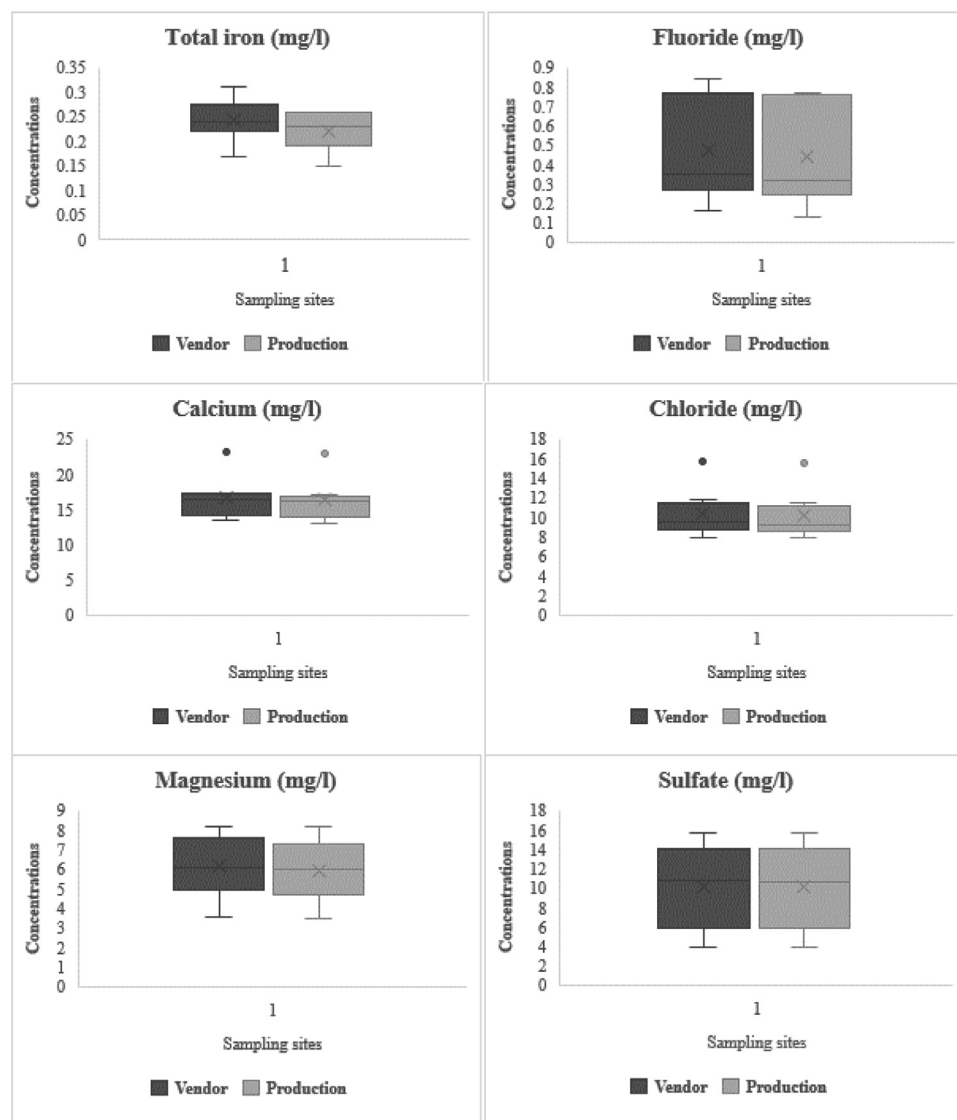 Total iron (mg/l)
Concentrations
0.35
0.3
0.25
0.2
0.15
0.1
0.05
0
1
Sampling sites
Vendor Production
Fluoride (mg/l)
Concentrations
0.9
0.8
0.7
0.6
0.5
0.4
0.3
0.2
0.1
0
1
Sampling sites
Vendor Production
Calcium (mg/l)
Concentrations
25
20
15
10
5
0
1
Sampling sites
Vendor Production
Chloride (mg/l)
Concentrations
18
16
14
12
10
8
6
4
2
0
1
Sampling sites
Vendor Production
Magnesium (mg/l)
Concentrations
9
8
7
6
5
4
3
2
1
0
1
Sampling sites
Vendor Production
Sulfate (mg/l)
Concentrations
18
16
14
12
10
8
6
4
2
0
1
Sampling sites
Vendor Production